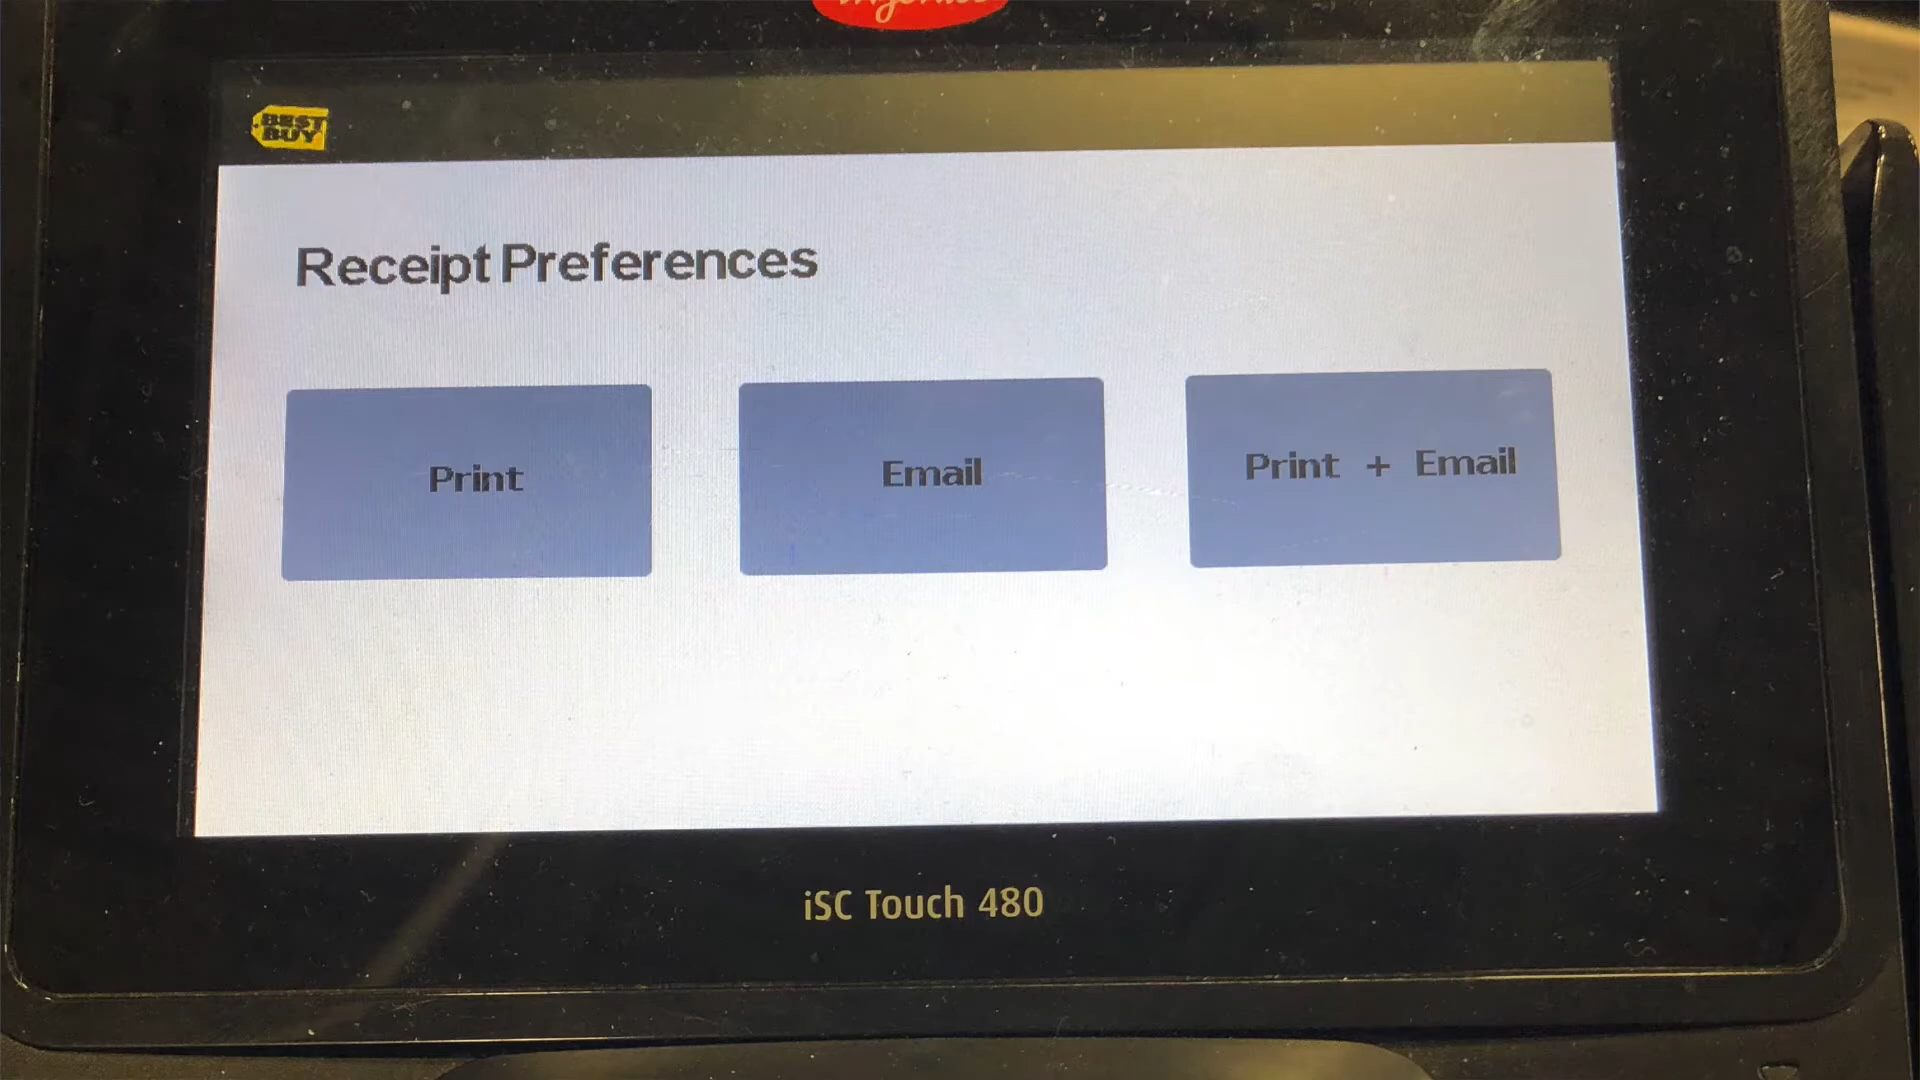 BEST
BUY
Receipt Preferences
Print
Email
Print + Email
iSC Touch 480